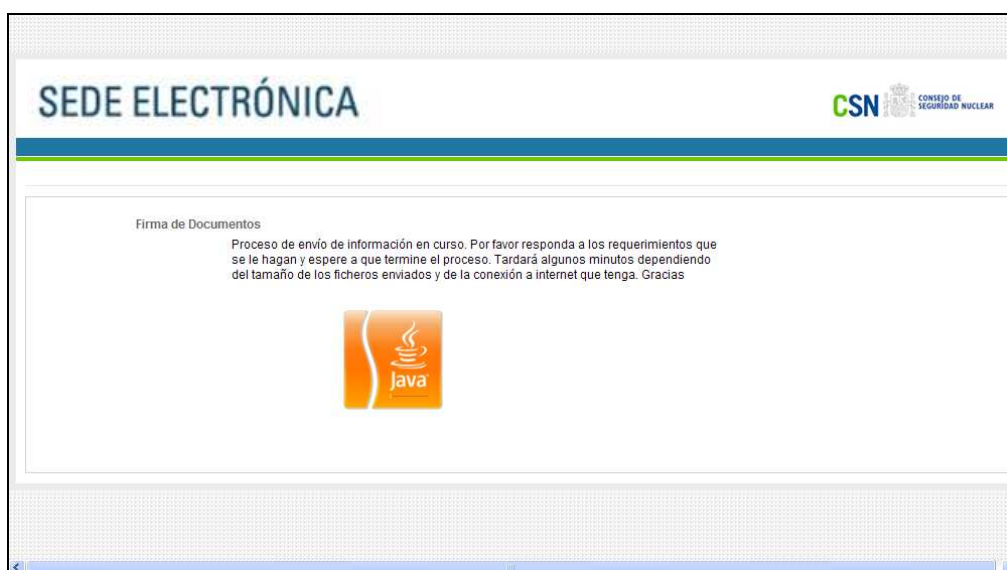 SEDE ELECTRÓNICA
CSN
CONSEJO DE
SEGURIDAD NUCLEAR
Firma de Documentos
Proceso de envío de información en curso. Por favor responda a los requerimientos que
se le hagan y espere a que termine el proceso. Tardará algunos minutos dependiendo
del tamaño de los ficheros enviados y de la conexión a internet que tenga. Gracias
Java